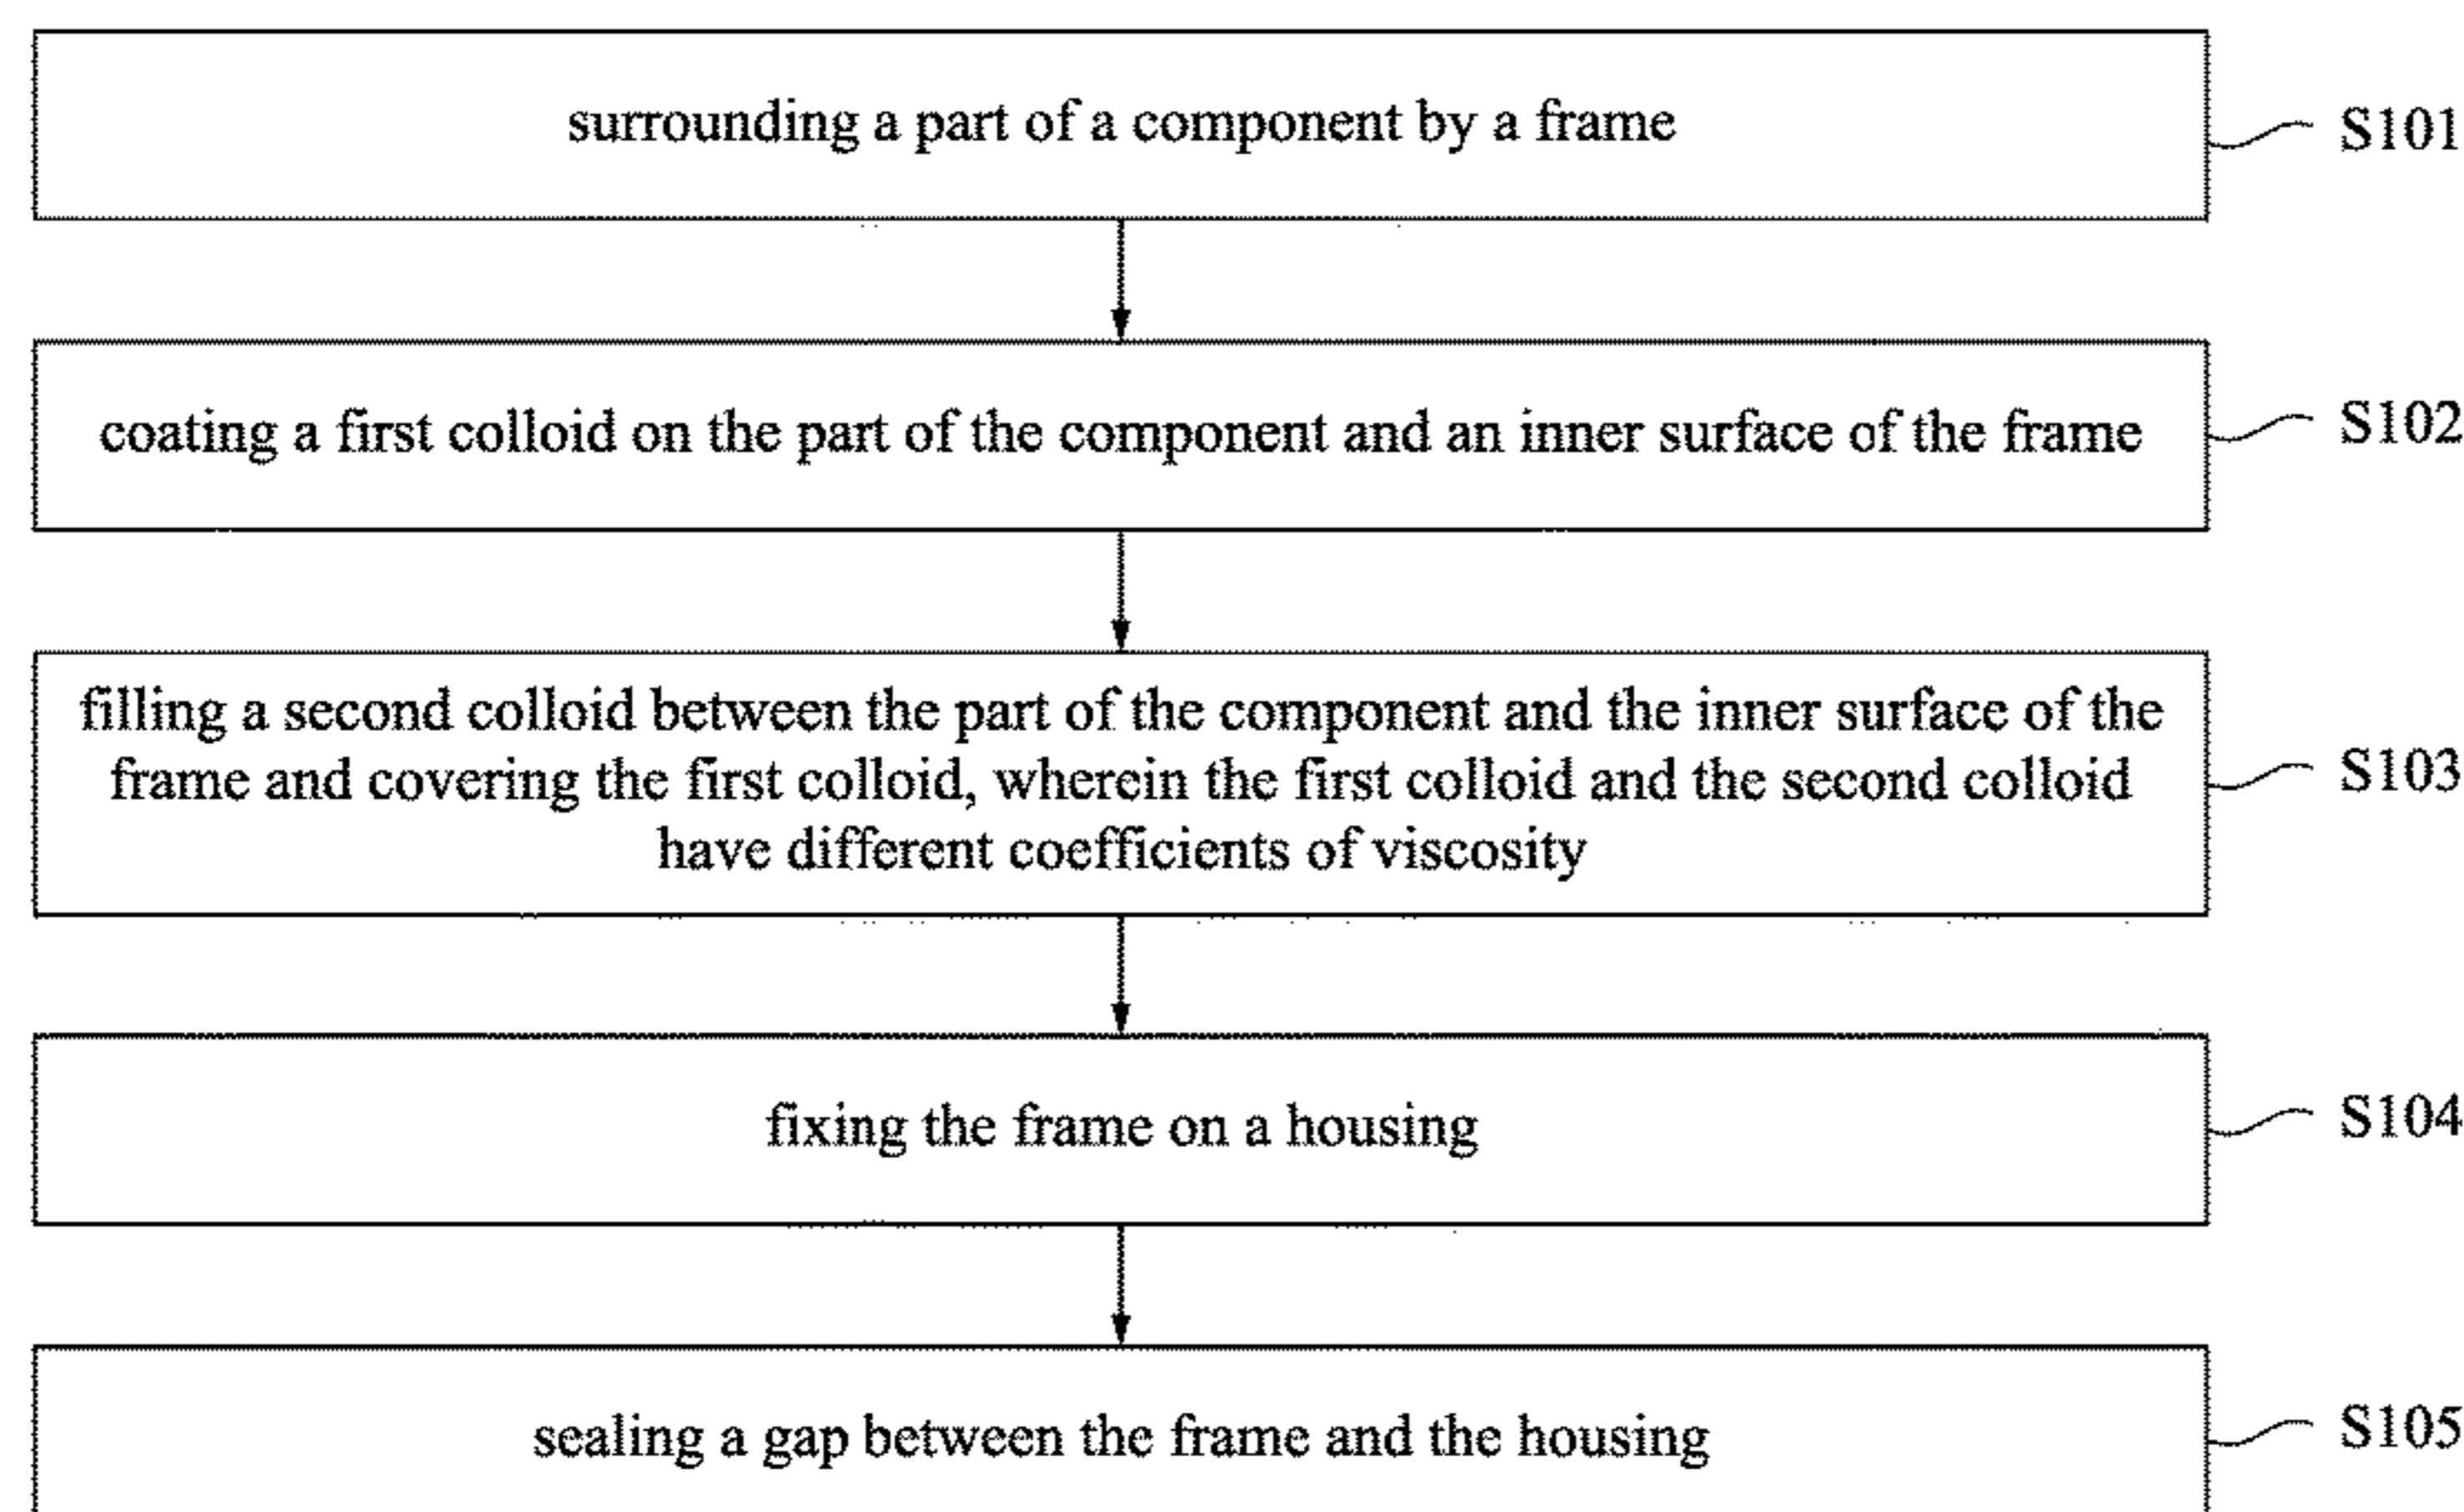 surrounding a part of a component by a frame
S101
coating a first colloid on the part of the component and an inner surface of the frame
S102
filling a second colloid between the part of the component and the inner surface of the
frame and covering the first colloid, wherein the first colloid and the second colloid
have different coefficients of viscosity
S103
fixing the frame on a housing
S104
sealing a gap between the frame and the housing
S105